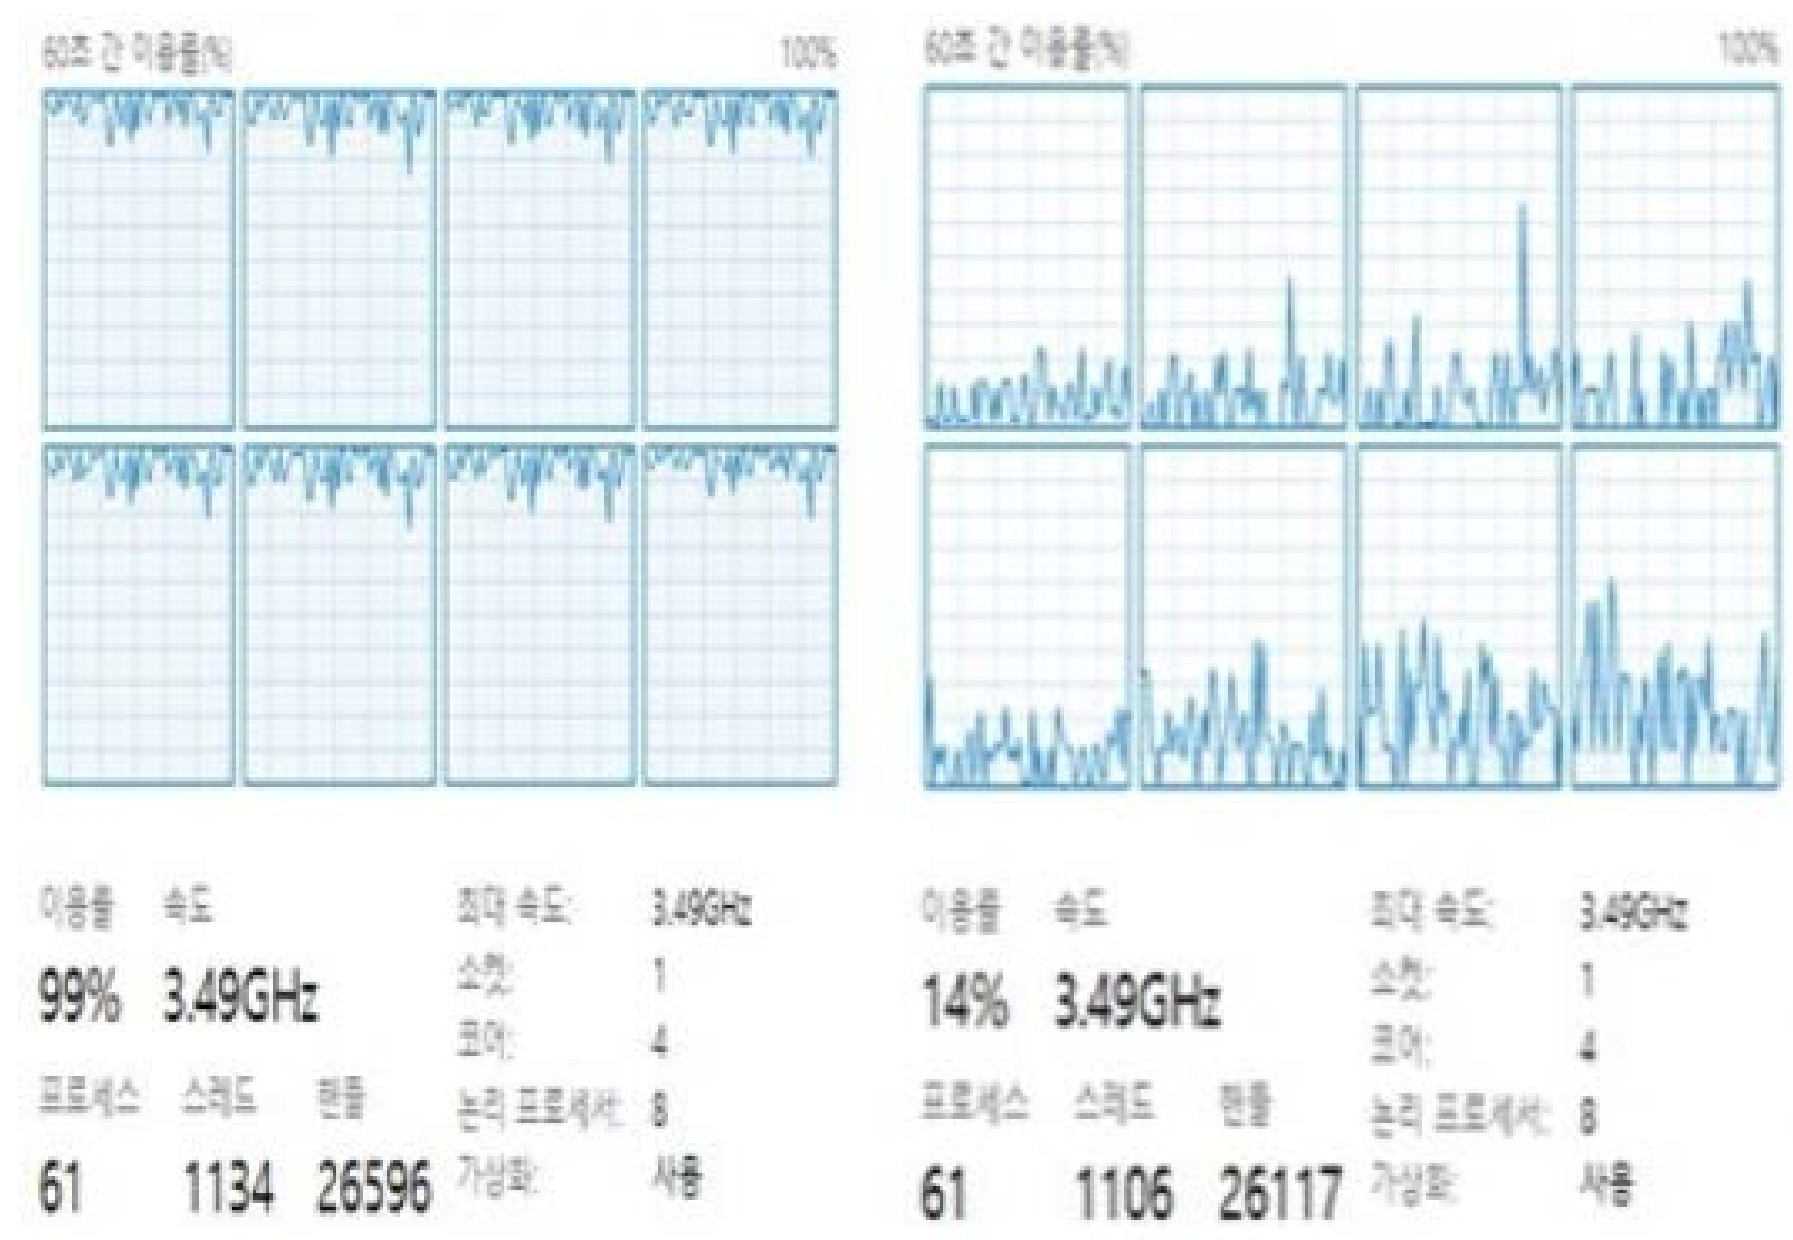 60초 간 이용률(%) 100%
이용률 속도 최대 속도: 3.49GHz
99% 3.49GHz 소켓: 1
코어: 4
프로세스 스레드 핸들 논리 프로세서: 8
61 1134 26596 가상화: 사용
60초 간 이용률(%) 100%
이용률 속도 최대 속도: 3.49GHz
14% 3.49GHz 소켓: 1
코어: 4
프로세스 스레드 핸들 논리 프로세서: 8
61 1106 26117 가상화: 사용